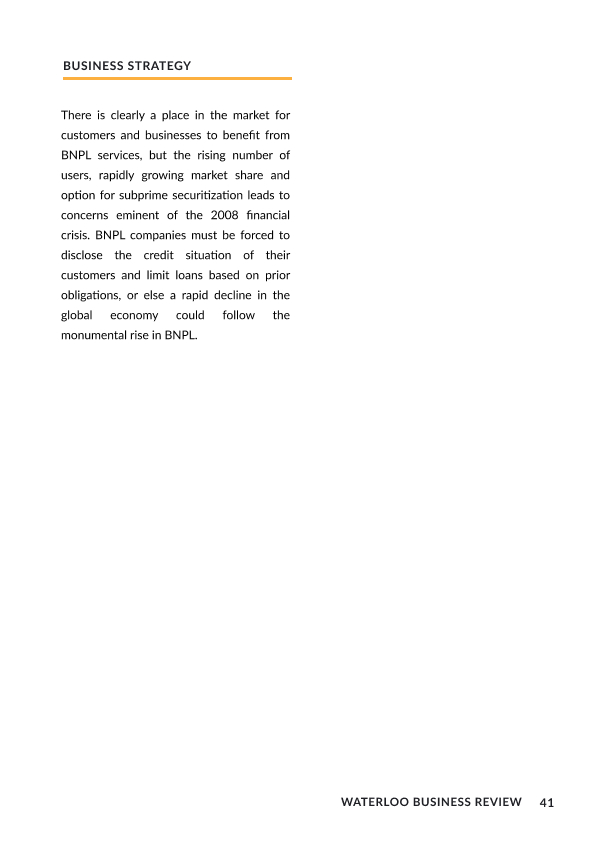 BUSINESS STRATEGY
There is clearly a place in the market for
customers and businesses to benefit from
BNPL services, but the rising number of
users, rapidly growing market share and
option for subprime securitization leads to
concerns eminent of the 2008 financial
crisis. BNPL companies must be forced to
disclose the credit situation of their
customers and limit loans based on prior
obligations, or else a rapid decline in the
global economy could follow the
monumental rise in BNPL.
WATERLOO BUSINESS REVIEW 41